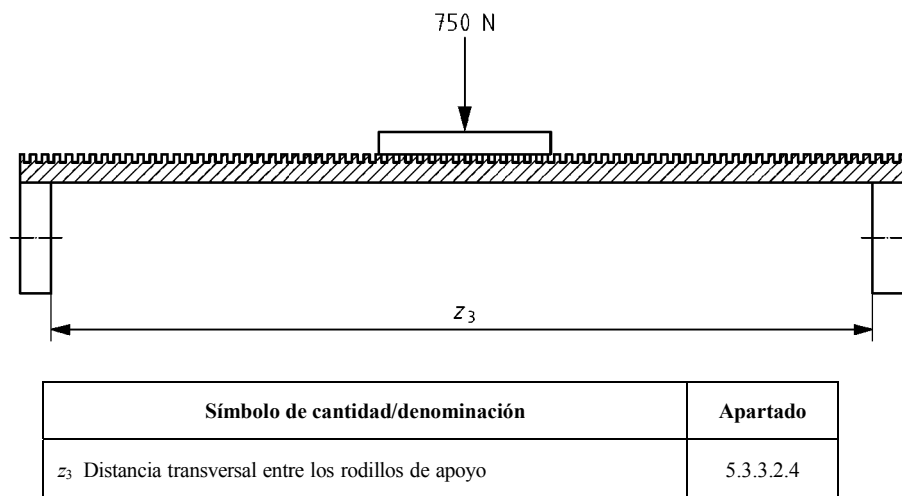 750 N
z3
Símbolo de cantidad/denominación Apartado
z3 Distancia transversal entre los rodillos de apoyo 5.3.3.2.4